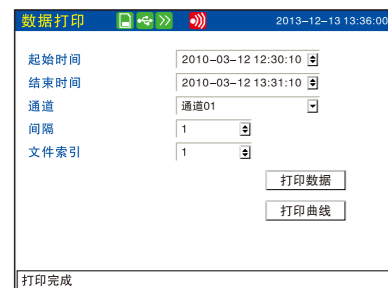 数据打印 2013-12-13 13:36:00
起始时间 2010-03-12 12:30:10
结束时间 2010-03-12 13:31:10
通道 通道01
间隔 1
文件索引 1
打印数据
打印曲线
打印完成